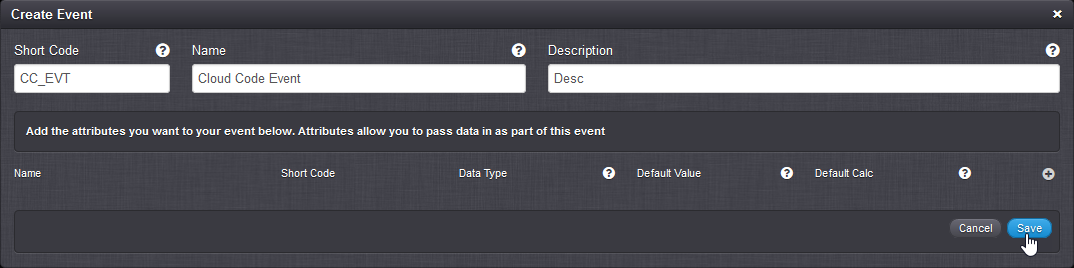 Create Event
Short Code Name Description
CC_EVT Cloud Code Event Desc
Add the attributes you want to your event below. Attributes allow you to pass data in as part of this event
Name Short Code Data Type Default Value Default Calc
Cancel Save